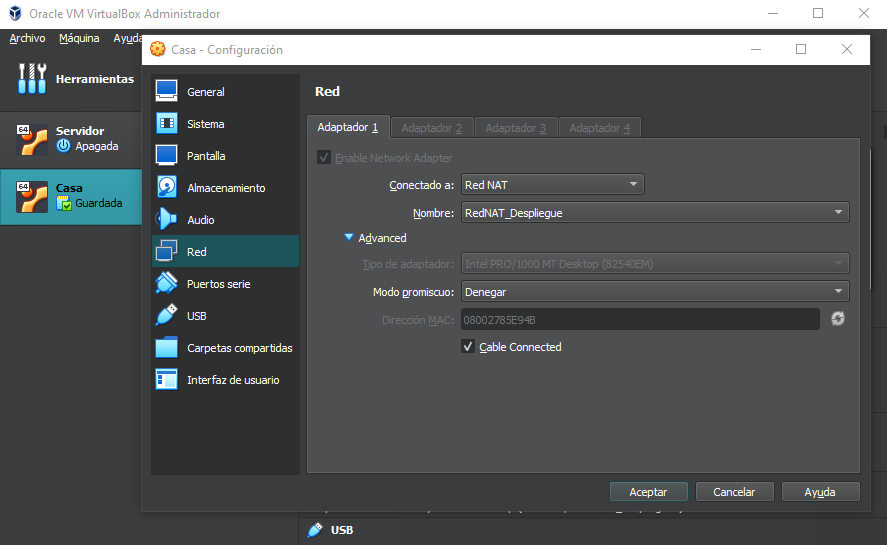 Oracle VM VirtualBox Administrador
Archivo Máquina Ayuda
Casa - Configuración
Herramientas
64 Servidor
Apagada
64 Casa
Guardada
General
Sistema
Pantalla
Almacenamiento
Audio
Red
Puertos serie
USB
Carpetas compartidas
Interfaz de usuario
Red
Adaptador 1 Adaptador 2 Adaptador 3 Adaptador 4
Enable Network Adapter
Conectado a: Red NAT
Nombre: RedNAT_Despliegue
Advanced
Tipo de adaptador: Intel PRO/1000 MT Desktop (82540EM)
Modo promiscuo: Denegar
Dirección MAC: 08002785E94B
Cable Connected
Aceptar Cancelar Ayuda
USB